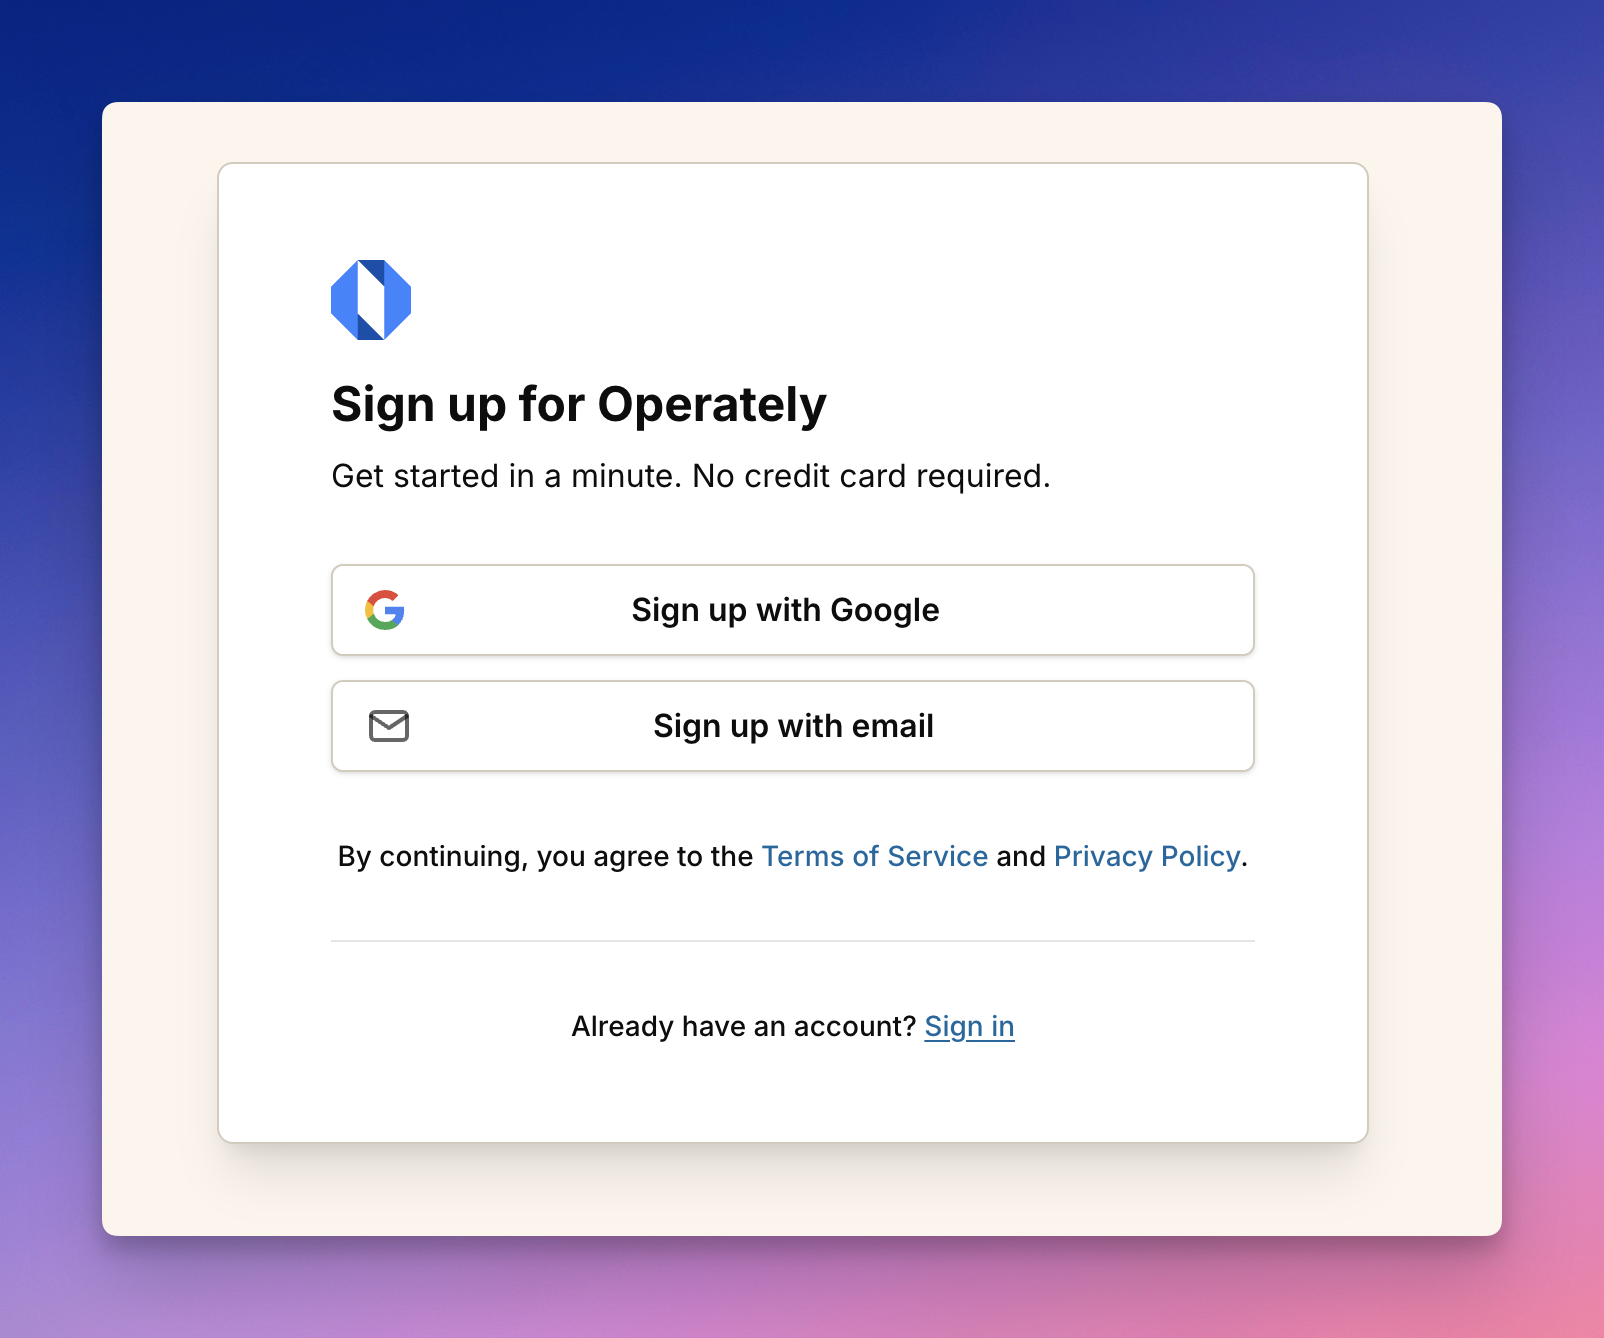 Sign up for Operately
Get started in a minute. No credit card required.
Sign up with Google
Sign up with email
By continuing, you agree to the Terms of Service and Privacy Policy.
Already have an account? Sign in